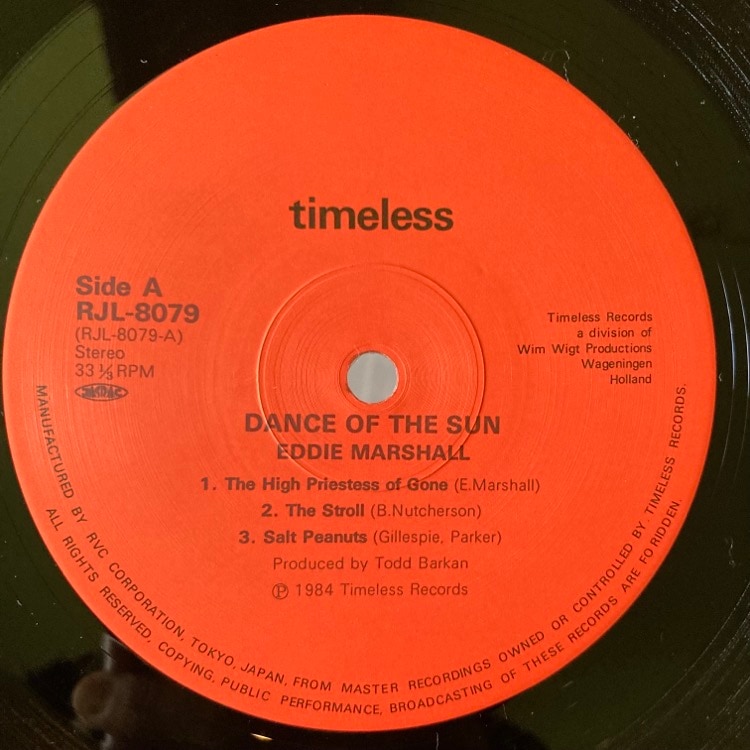 timeless
Side A
RJL-8079
(RJL-8079-A)
Stereo
33 ⅓ RPM
Timeless Records
a division of
Wim Wigt Productions
Wageningen
Holland
DANCE OF THE SUN
EDDIE MARSHALL
1. The High Priestess of Gone (E.Marshall)
2. The Stroll (B.Nutcherson)
3. Salt Peanuts (Gillespie, Parker)
Produced by Todd Barkan
℗ 1984 Timeless Records
MANUFACTURED BY RVC CORPORATION, TOKYO, JAPAN, FROM MASTER RECORDINGS OWNED OR CONTROLLED BY. TIMELESS RECORDS.
ALL RIGHTS RESERVED, COPYING, PUBLIC PERFORMANCE, BROADCASTING OF THESE RECORDS ARE FO RIDDEN.